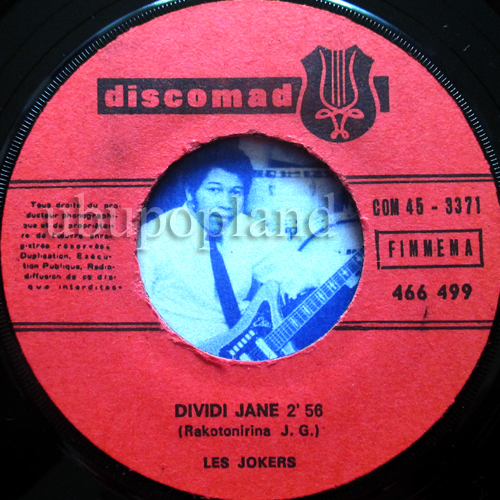 discomad
Tous droits du pro-
ducteur phonographi-
que et du propriétai-
re de l'œuvre enre-
gistrée réservés.
Duplication, Exécu-
tion Publique, Radio-
diffusion de ce dis-
que interdites.
COM 45 - 3371
FIMMEMA
466 499
mrpopland
DIVIDI JANE 2' 56
(Rakotonirina J. G.)
LES JOKERS